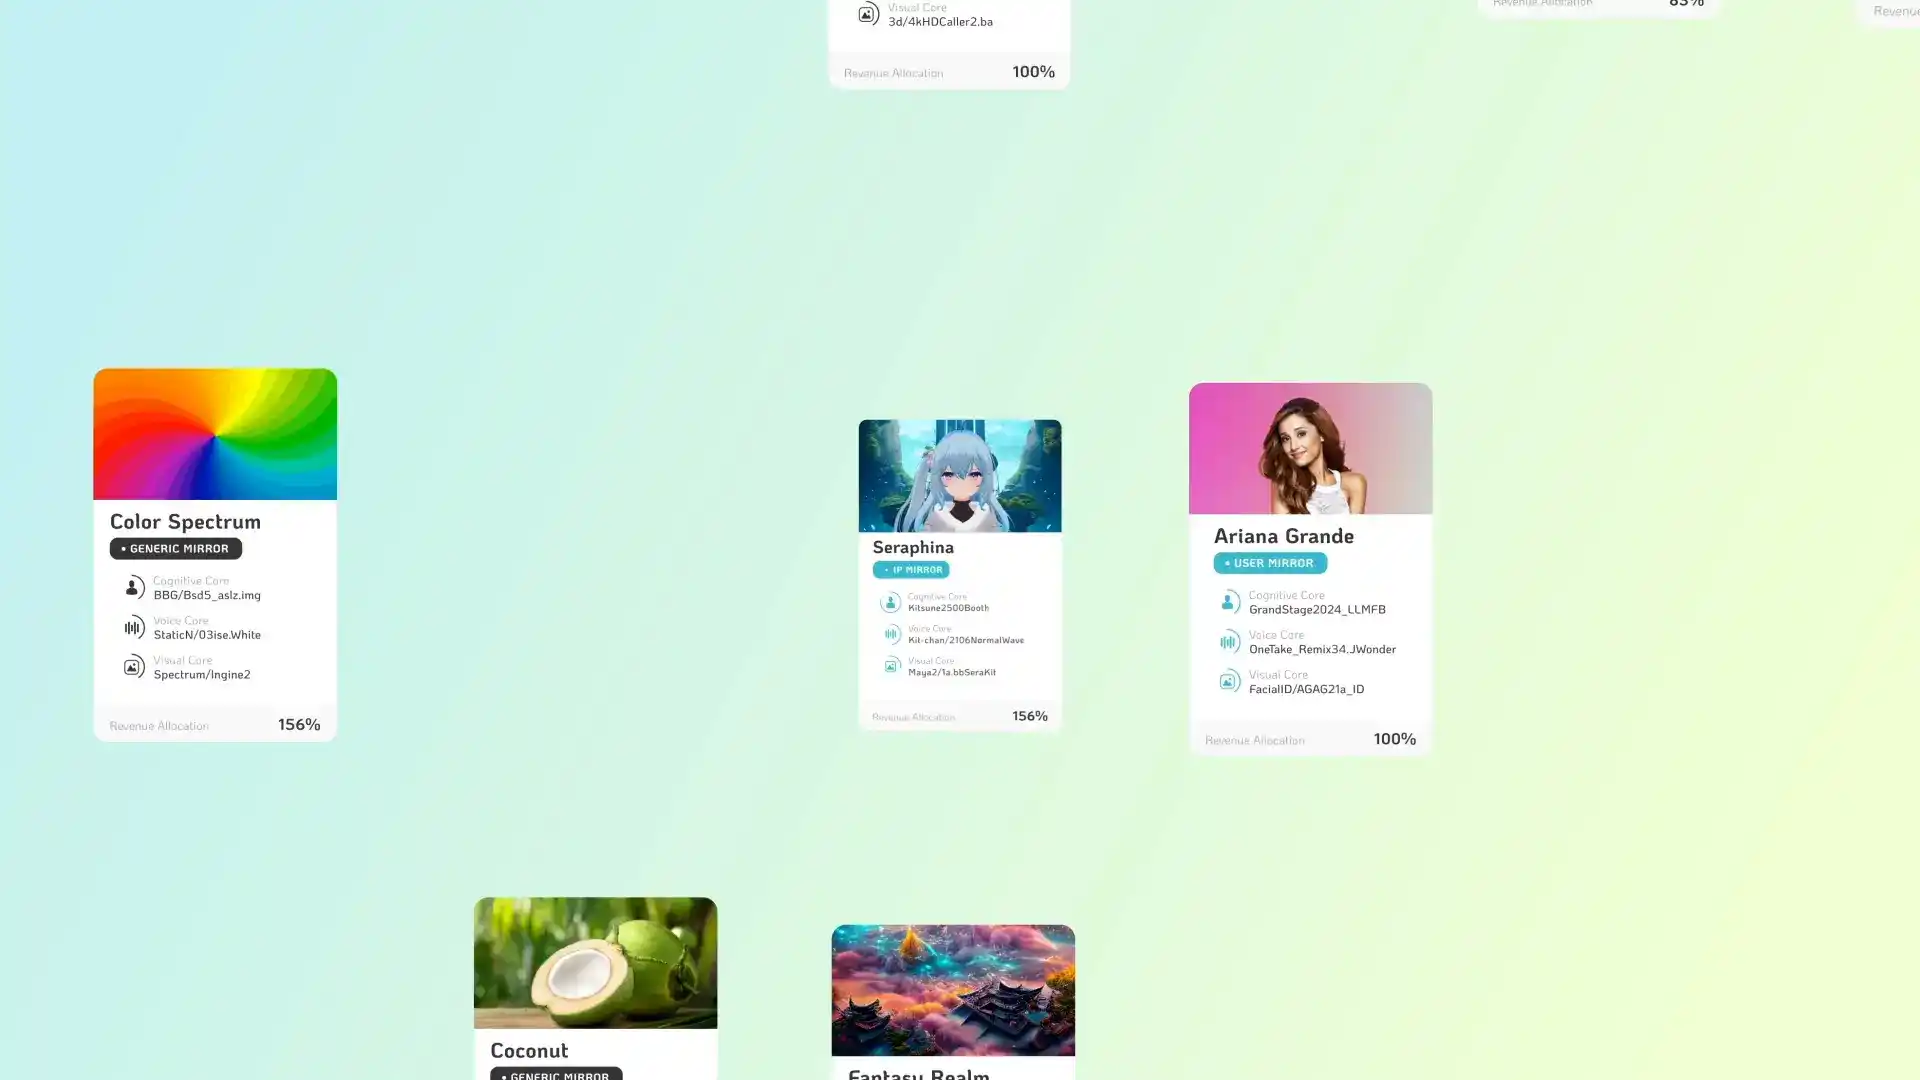 Visual Core
3d/4kHDCaller2.ba
Revenue Allocation 100%
Revenue Allocation 83%
Revenue
Color Spectrum
• GENERIC MIRROR
Cognitive Core
BBG/Bsd5_aslz.img
Voice Core
StaticN/03ise.White
Visual Core
Spectrum/Ingine2
Revenue Allocation 156%
Seraphina
• IP MIRROR
Cognitive Core
Kitsune2500Booth
Voice Core
Kit-chan/2106NormalWave
Visual Core
Maya2/1a.bbSeraKit
Revenue Allocation 156%
Ariana Grande
• USER MIRROR
Cognitive Core
GrandStage2024_LLMFB
Voice Core
OneTake_Remix34.JWonder
Visual Core
FacialID/AGAG21a_ID
Revenue Allocation 100%
Coconut
• GENERIC MIRROR
Fantasy Realm